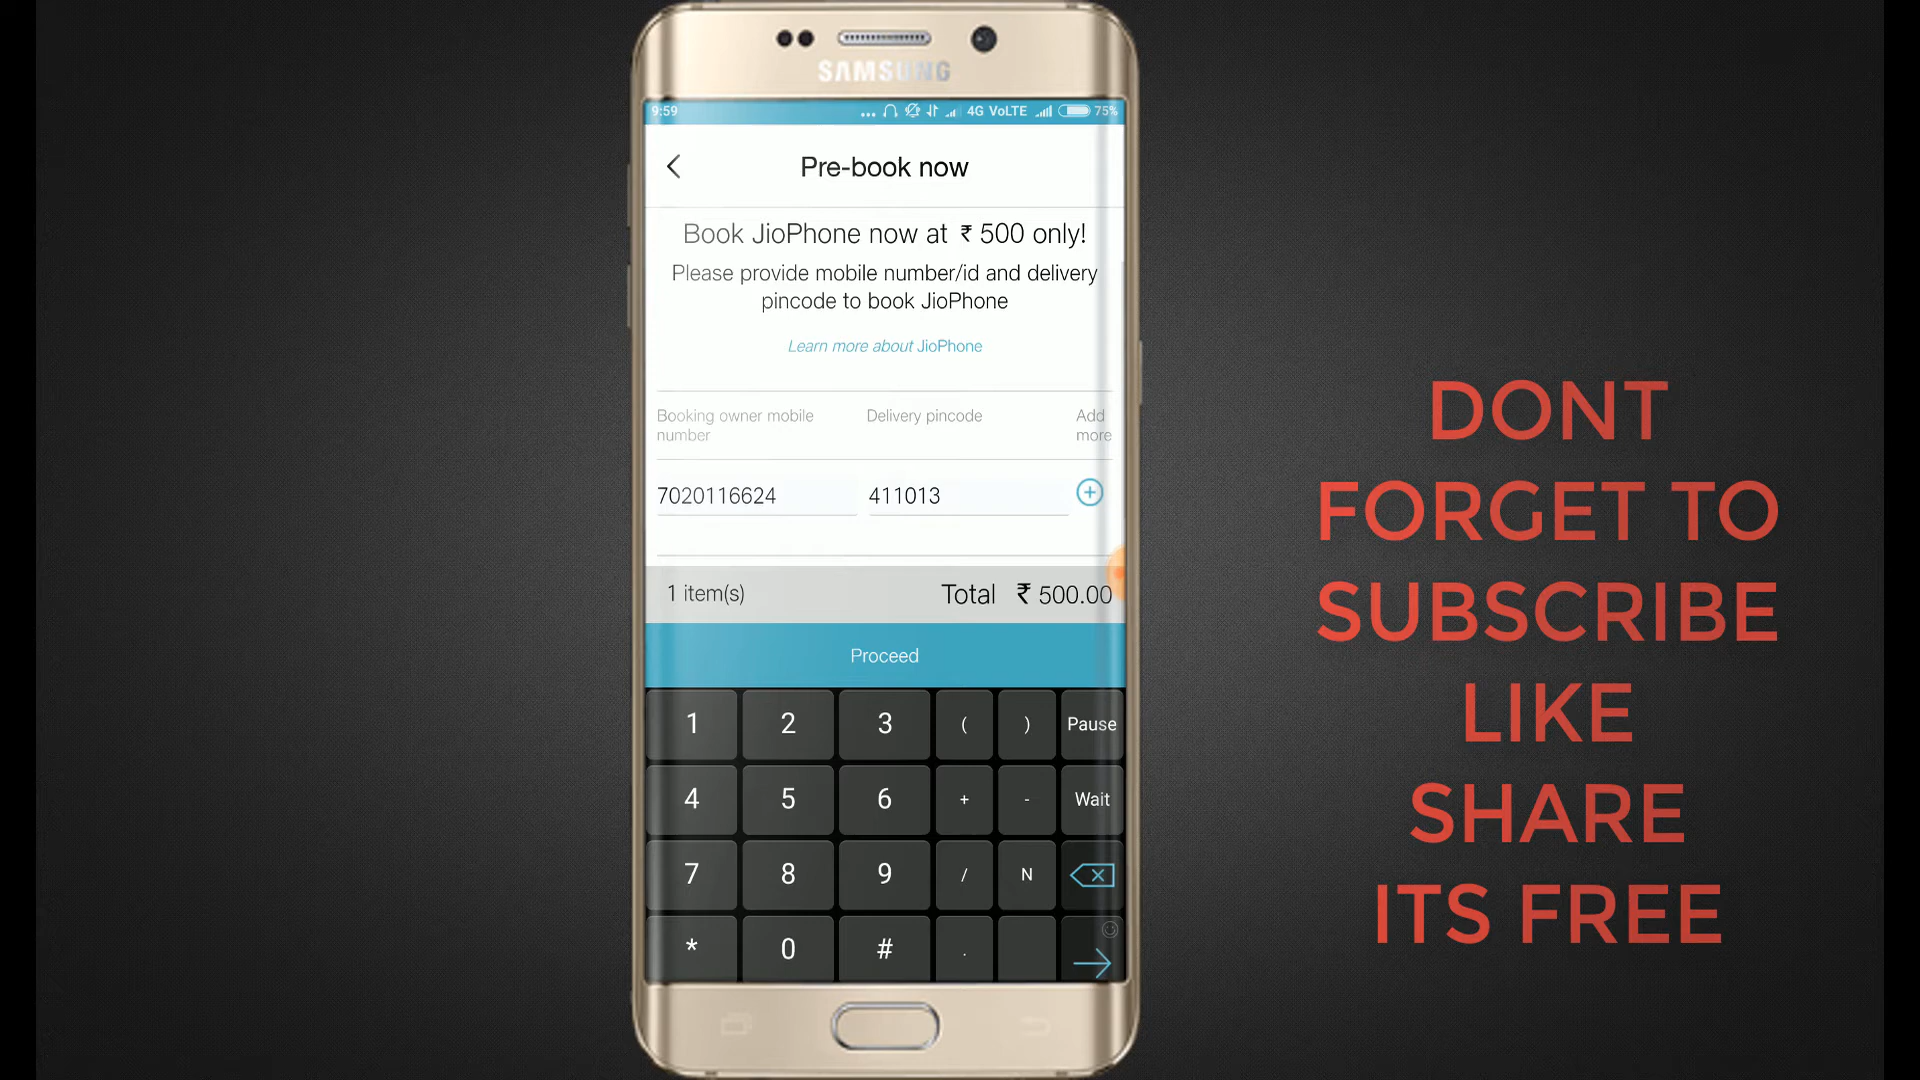 SAMSUNG
9:59 ... 4G VoLTE 75%
Pre-book now
Book JioPhone now at ₹ 500 only!
Please provide mobile number/id and delivery
pincode to book JioPhone
Learn more about JioPhone
Booking owner mobile number
Delivery pincode
Add more
7020116624 411013
1 item(s) Total ₹ 500.00
Proceed
1 2 3 ( ) Pause
4 5 6 + - Wait
7 8 9 / N
* 0 # .
DONT
FORGET TO
SUBSCRIBE
LIKE
SHARE
ITS FREE